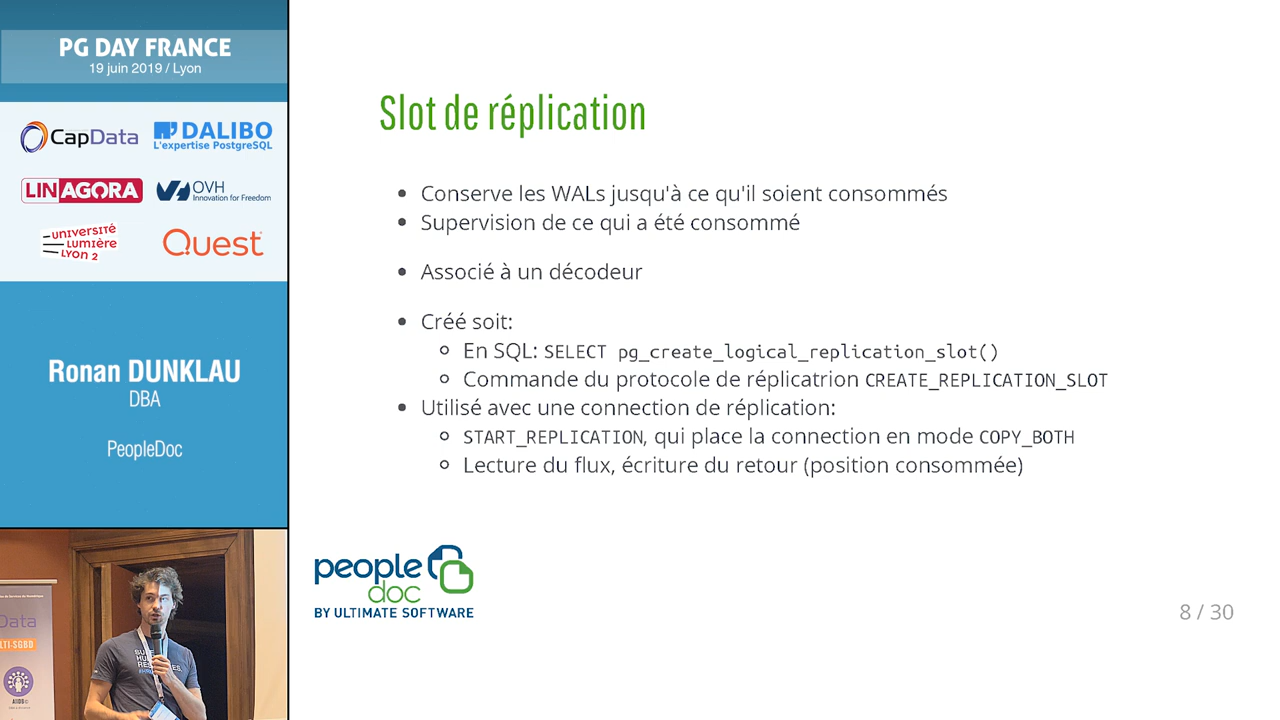 PG DAY FRANCE
19 juin 2019 / Lyon
CapData
DALIBO
L'expertise PostgreSQL
LINAGORA
OVH
Innovation for Freedom
UNIVERSITÉ
LUMIÈRE
LYON 2
Quest
Ronan DUNKLAU
DBA
PeopleDoc
Slot de réplication
• Conserve les WALs jusqu'à ce qu'il soient consommés
• Supervision de ce qui a été consommé
• Associé à un décodeur
• Créé soit:
En SQL: SELECT pg_create_logical_replication_slot()
Commande du protocole de réplicatrion CREATE_REPLICATION_SLOT
• Utilisé avec une connection de réplication:
START_REPLICATION, qui place la connection en mode COPY_BOTH
Lecture du flux, écriture du retour (position consommée)
people
doc
BY ULTIMATE SOFTWARE
8 / 30
Data
LTI-SGBD